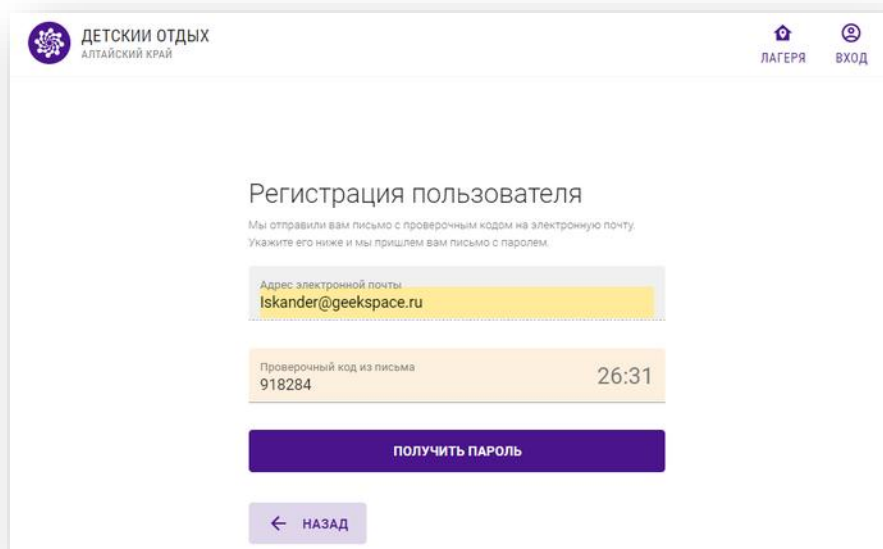 ДЕТСКИЙ ОТДЫХ
АЛТАЙСКИЙ КРАЙ
ЛАГЕРЯ
ВХОД
Регистрация пользователя
Мы отправили вам письмо с проверочным кодом на электронную почту.
Укажите его ниже и мы пришлем вам письмо с паролем.
Адрес электронной почты
Iskander@geekspace.ru
Проверочный код из письма
918284
26:31
ПОЛУЧИТЬ ПАРОЛЬ
НАЗАД